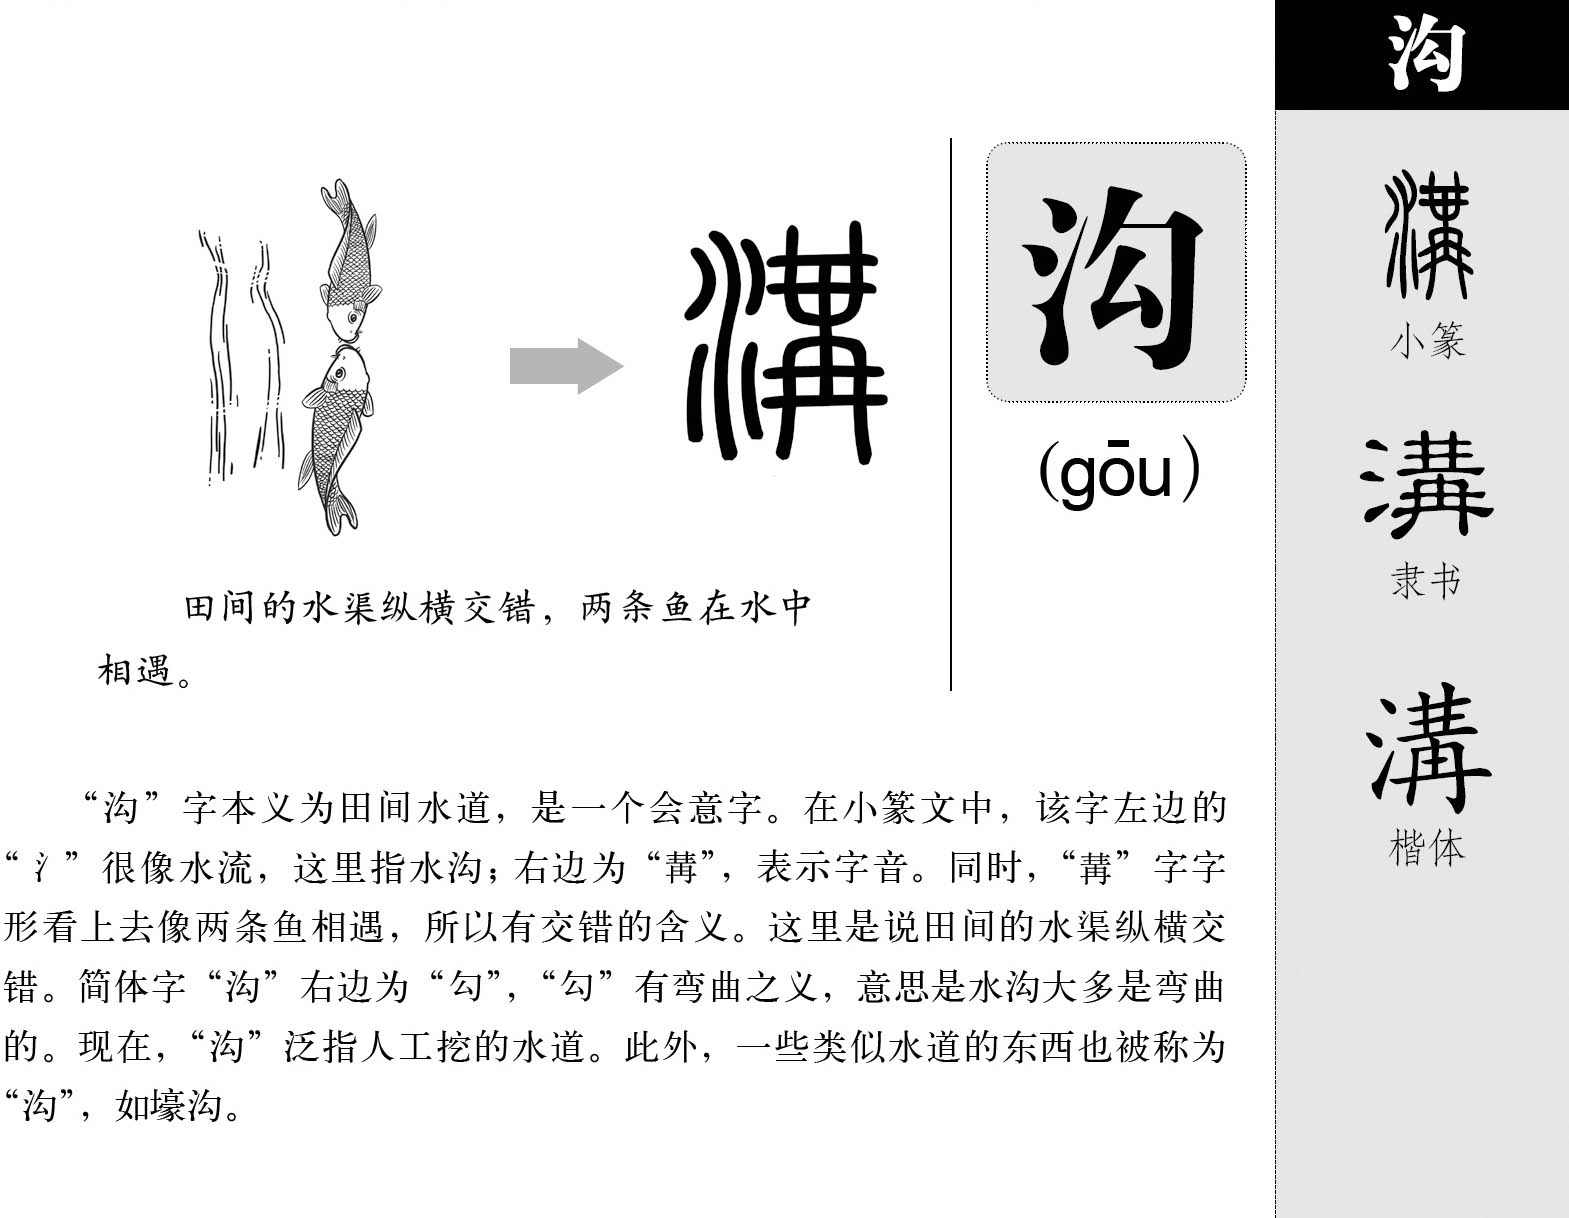 沟
溝
小篆
溝
隶书
溝
楷体
溝
沟
(gōu)
田间的水渠纵横交错，两条鱼在水中
相遇。
“沟”字本义为田间水道，是一个会意字。在小篆文中，该字左边的
“氵”很像水流，这里指水沟；右边为“冓”，表示字音。同时，“冓”字字
形看上去像两条鱼相遇，所以有交错的含义。这里是说田间的水渠纵横交
错。简体字“沟”右边为“勾”，“勾”有弯曲之义，意思是水沟大多是弯曲
的。现在，“沟”泛指人工挖的水道。此外，一些类似水道的东西也被称为
“沟”，如壕沟。